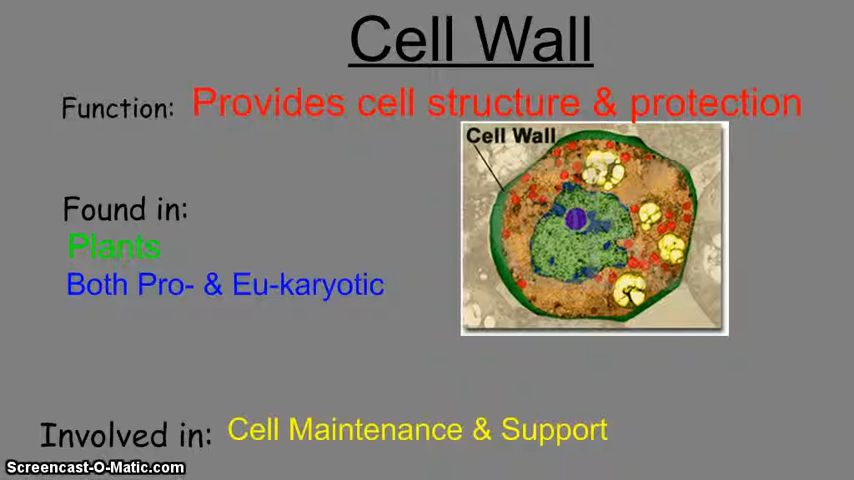 Cell Wall
Function: Provides cell structure & protection
Cell Wall
Found in:
Plants
Both Pro- & Eu-karyotic
Involved in: Cell Maintenance & Support
Screencast-O-Matic.com